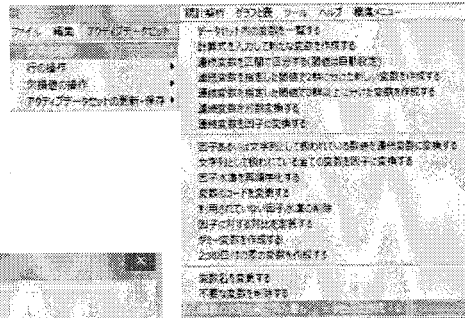 ファイル 編集 アクティブデータセット
統計解析 グラフと表 ツール ヘルプ 標準メニュー
行の操作
欠損値の操作
アクティブデータセットの更新・保存
データセット内の変数を一覧する
計算式を入力して新たな変数を作成する
連続変数を区間で区分する(閾値は自動設定)
連続変数を指定した閾値で2群に分けた新しい変数を作成する
連続変数を指定した閾値で3群以上に分けた変数を作成する
連続変数を対数変換する
連続変数を因子に変換する
因子あるいは文字列として扱われている数値を連続変数に変換する
文字列として扱われている全ての変数を因子に変換する
因子水準を再順序化する
変数のコードを変更する
利用されていない因子水準の削除
因子に対する対比を変更する
ダミー変数を作成する
2つの日付の差の変数を作成する
変数名を変更する
不要な変数を削除する